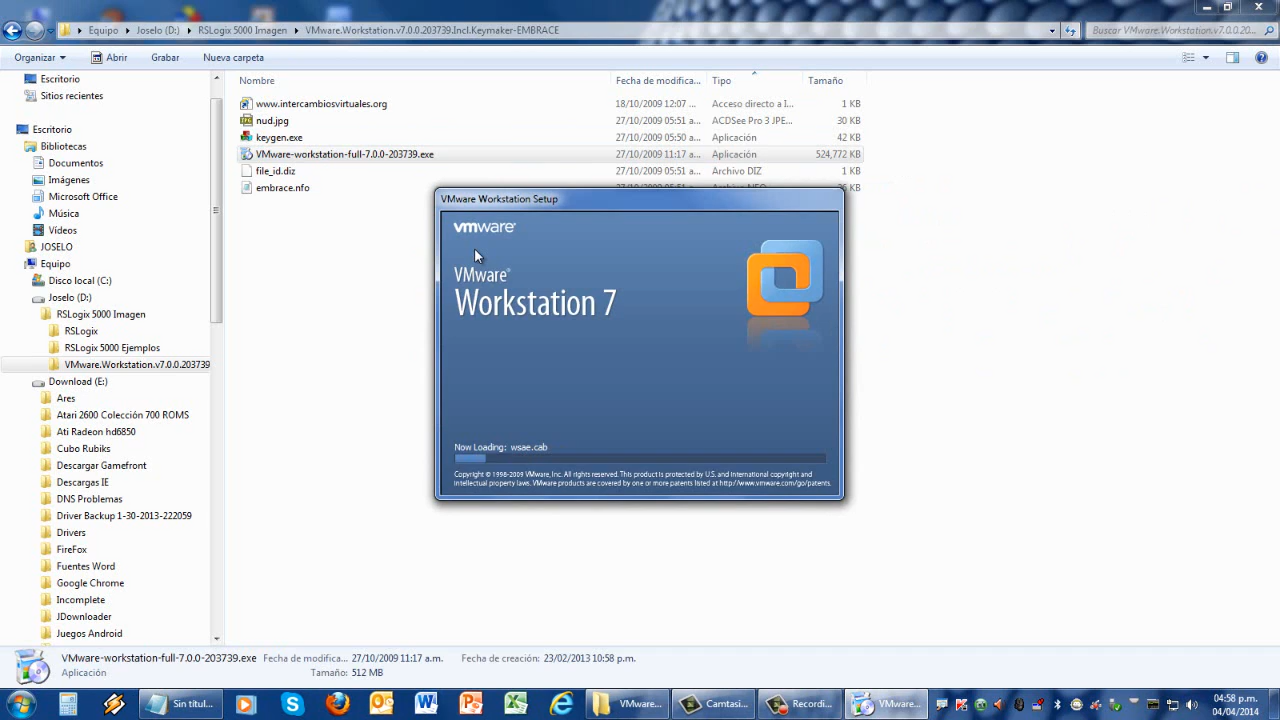 Equipo ▸ Joselo (D:) ▸ RSLogix 5000 Imagen ▸ VMware.Workstation.v7.0.0.203739.Incl.Keymaker-EMBRACE
Buscar VMware.Workstation.v7.0.0.20...
Organizar Abrir Grabar Nueva carpeta
Nombre Fecha de modifica... Tipo Tamaño
www.intercambiosvirtuales.org 18/10/2009 12:07 ... Acceso directo a I... 1 KB
nud.jpg 27/10/2009 05:51 a... ACDSee Pro 3 JPE... 30 KB
keygen.exe 27/10/2009 05:50 a... Aplicación 42 KB
VMware-workstation-full-7.0.0-203739.exe 27/10/2009 11:17 a... Aplicación 524,772 KB
file_id.diz 27/10/2009 05:51 a... Archivo DIZ 1 KB
embrace.nfo
Escritorio
Sitios recientes
Escritorio
Bibliotecas
Documentos
Imágenes
Microsoft Office
Música
Vídeos
JOSELO
Equipo
Disco local (C:)
Joselo (D:)
RSLogix 5000 Imagen
RSLogix
RSLogix 5000 Ejemplos
VMware.Workstation.v7.0.0.203739
Download (E:)
Ares
Atari 2600 Colección 700 ROMS
Ati Radeon hd6850
Cubo Rubiks
Descargar Gamefront
Descargas IE
DNS Problemas
Driver Backup 1-30-2013-222059
Drivers
FireFox
Fuentes Word
Google Chrome
Incomplete
JDownloader
Juegos Android
VMware Workstation Setup
vmware®
VMware®
Workstation 7
Now Loading: wsae.cab
Copyright © 1998-2009 VMware, Inc. All rights reserved. This product is protected by U.S. and international copyright and
intellectual property laws. VMware products are covered by one or more patents listed at http://www.vmware.com/go/patents.
VMware-workstation-full-7.0.0-203739.exe Fecha de modifica... 27/10/2009 11:17 a.m. Fecha de creación: 23/02/2013 10:58 p.m.
Aplicación Tamaño: 512 MB
Sin títul... VMware... Camtasi... Recordi... VMware...
04:58 p.m.
04/04/2014